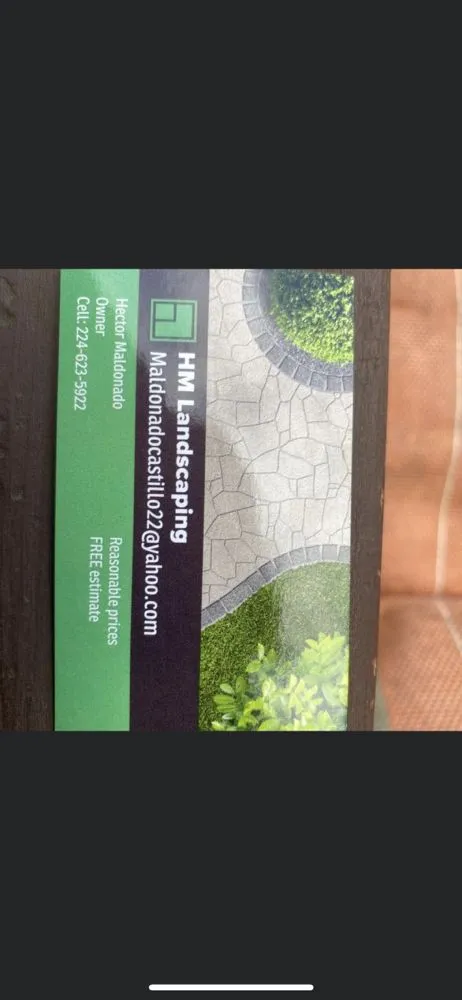 HM Landscaping
Maldonadocastillo22@yahoo.com
Hector Maldonado
Owner
Cell: 224-623-5922
Reasonable prices
FREE estimate